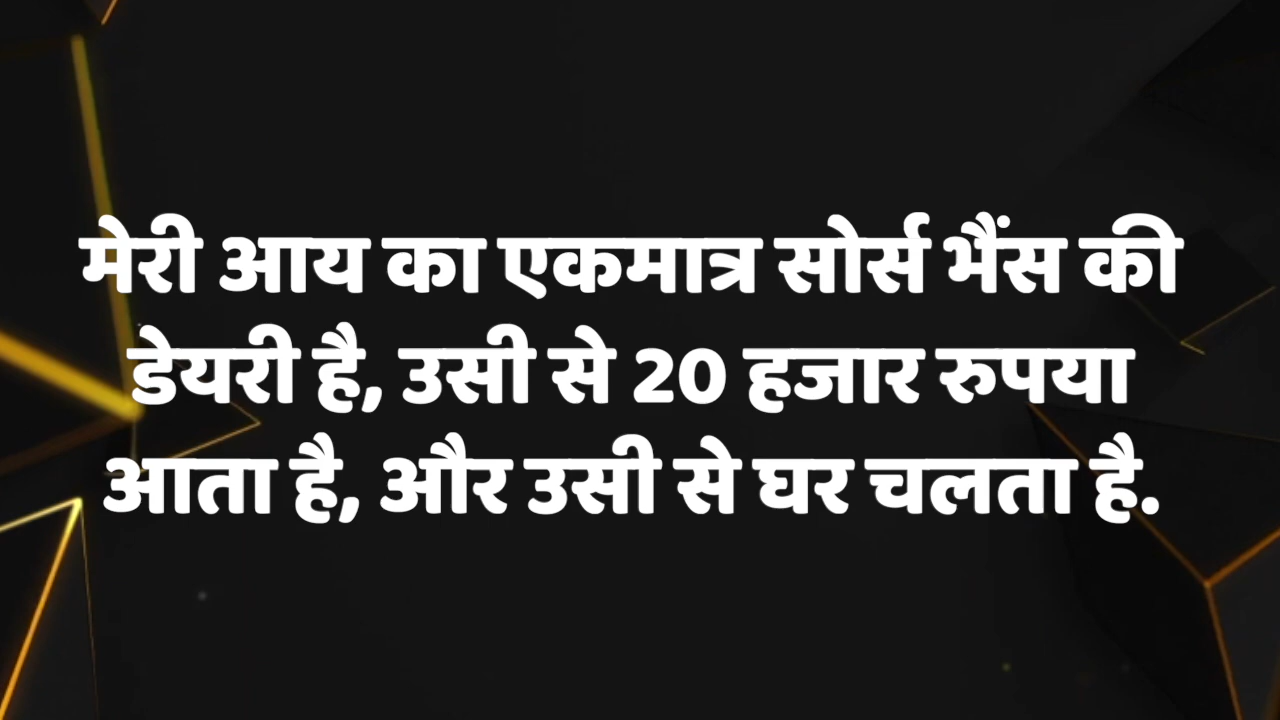 मेरी आय का एकमात्र सोर्स भैंस की
डेयरी है, उसी से 20 हजार रुपया
आता है, और उसी से घर चलता है.